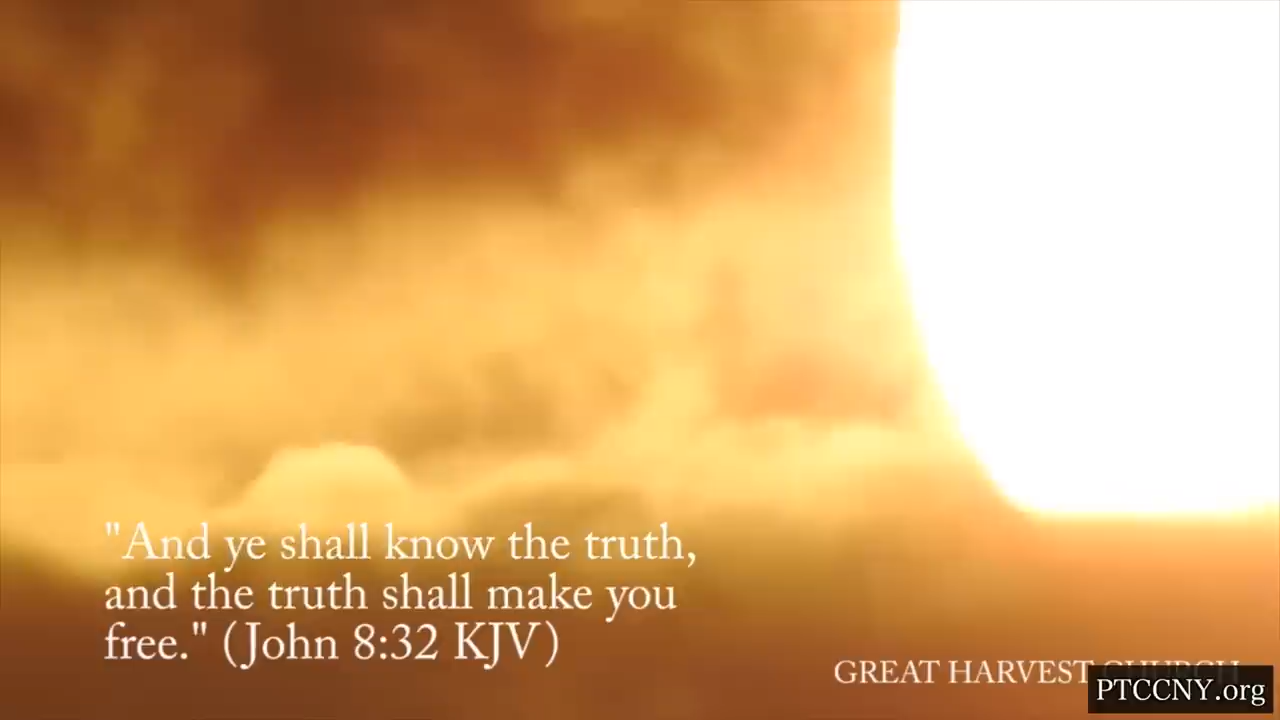 "And ye shall know the truth,
and the truth shall make you
free." (John 8:32 KJV)
GREAT HARVEST CHURCH
PTCCNY.org